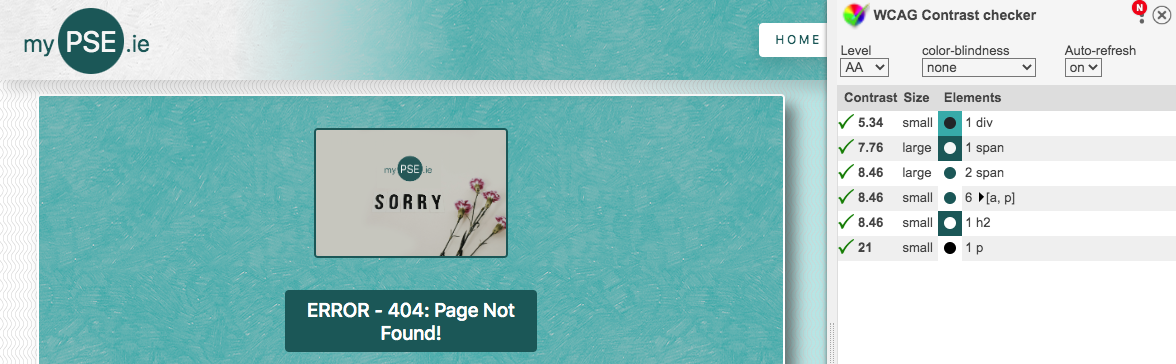 my PSE .ie
HOME
my PSE .ie
SORRY
ERROR - 404: Page Not
Found!
WCAG Contrast checker
N
Level
color-blindness
Auto-refresh
AA
none
on
Contrast Size Elements
5.34 small 1 div
7.76 large 1 span
8.46 large 2 span
8.46 small 6 [a, p]
8.46 small 1 h2
21 small 1 p